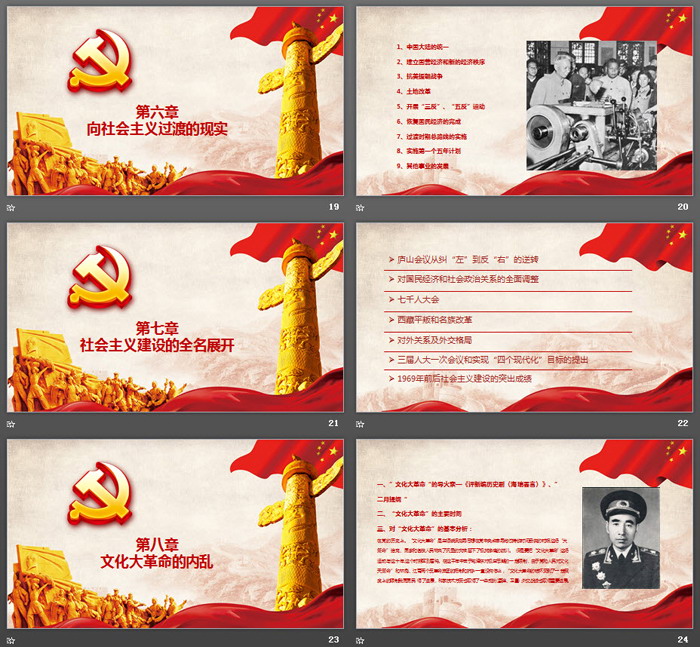 第六章
向社会主义过渡的现实
19
1、中国大陆的统一
2、建立国营经济和新的经济秩序
3、抗美援朝战争
4、土地改革
5、开展“三反”、“五反”运动
6、恢复国民经济的完成
7、过渡时期总路线的实施
8、实施第一个五年计划
9、其他事业的发展
20
第七章
社会主义建设的全名展开
21
庐山会议从纠“左”到反“右”的逆转
对国民经济和社会政治关系的全面调整
七千人大会
西藏平叛和名族改革
对外关系及外交格局
三届人大一次会议和实现“四个现代化”目标的提出
1969年前后社会主义建设的突出成绩
22
第八章
文化大革命的内乱
23
一、“文化大革命”的导火索—《评新编历史剧〈海瑞罢官〉》、“
二月提纲”
二、“文化大革命”的主要时间
三、对“文化大革命”的基本分析：
24